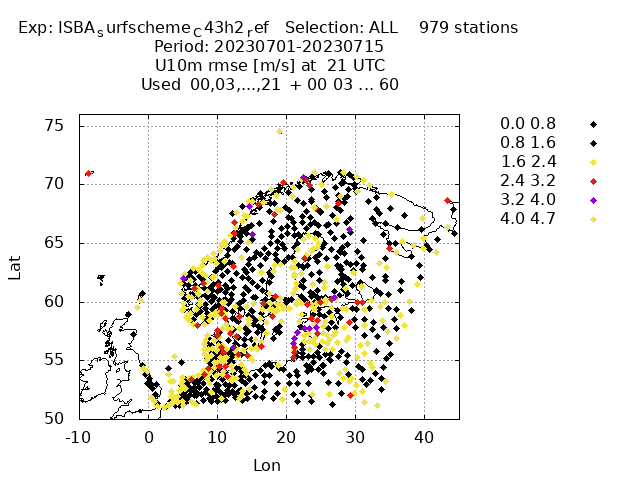 Exp: ISBAsurfschemeC43h2ref   Selection: ALL    979 stations
Period: 20230701-20230715
U10m rmse [m/s] at  21 UTC
Used  00,03,...,21  + 00 03 ... 60
75
70
65
60
55
50
Lat
-10 0 10 20 30 40
Lon
0.0 0.8
0.8 1.6
1.6 2.4
2.4 3.2
3.2 4.0
4.0 4.7